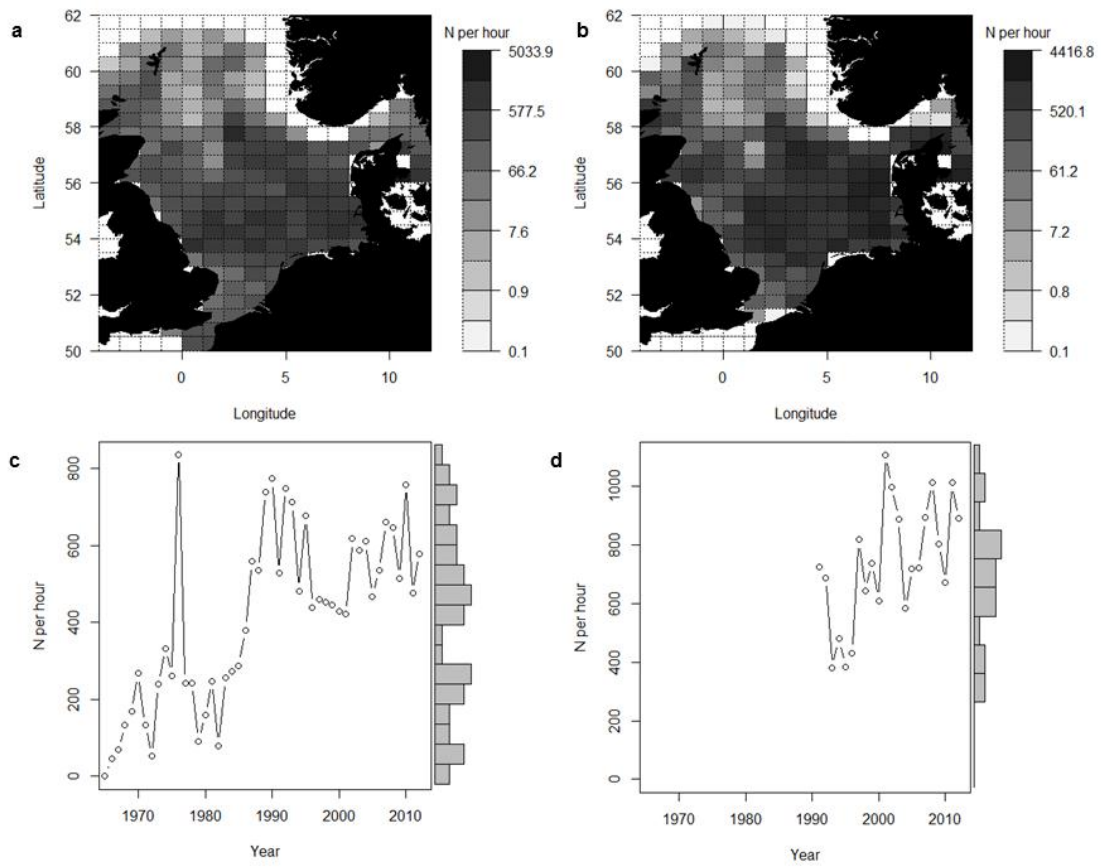 a
N per hour
5033.9
577.5
66.2
7.6
0.9
0.1
62
60
58
56
54
52
50
Latitude
0 5 10
Longitude
b
N per hour
4416.8
520.1
61.2
7.2
0.8
0.1
62
60
58
56
54
52
50
Latitude
0 5 10
Longitude
c
800
600
400
200
0
N per hour
1970 1980 1990 2000 2010
Year
d
1000
800
600
400
200
0
N per hour
1970 1980 1990 2000 2010
Year